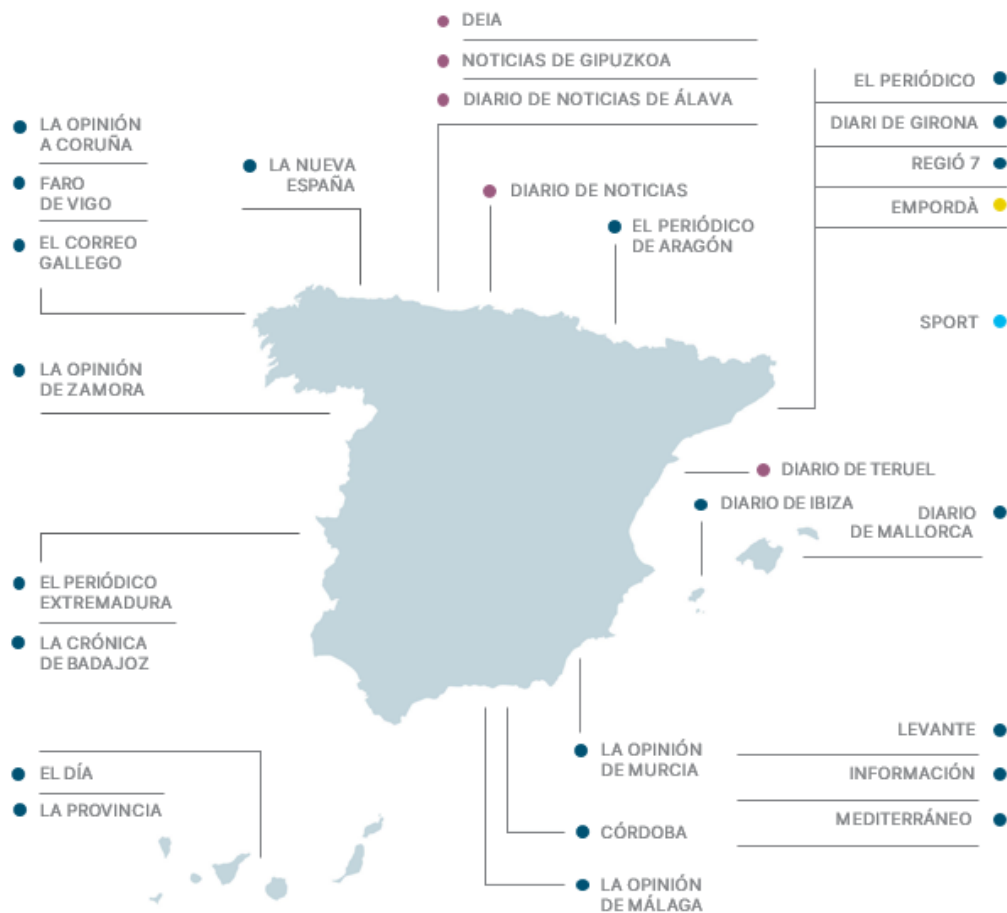 DEIA
NOTICIAS DE GIPUZKOA
DIARIO DE NOTICIAS DE ÁLAVA
EL PERIÓDICO
DIARI DE GIRONA
REGIÓ 7
EMPORDÀ
LA OPINIÓN
A CORUÑA
FARO
DE VIGO
EL CORREO
GALLEGO
LA NUEVA
ESPAÑA
DIARIO DE NOTICIAS
EL PERIÓDICO
DE ARAGÓN
SPORT
LA OPINIÓN
DE ZAMORA
DIARIO DE TERUEL
DIARIO DE IBIZA
DIARIO
DE MALLORCA
EL PERIÓDICO
EXTREMADURA
LA CRÓNICA
DE BADAJOZ
LEVANTE
INFORMACIÓN
MEDITERRÁNEO
LA OPINIÓN
DE MURCIA
EL DÍA
LA PROVINCIA
CÓRDOBA
LA OPINIÓN
DE MÁLAGA